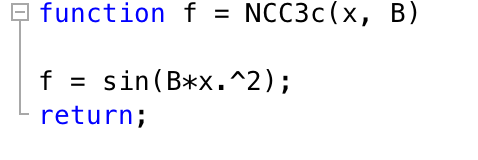 function f = NCC3c(x, B)
f = sin(B*x.^2);
return;